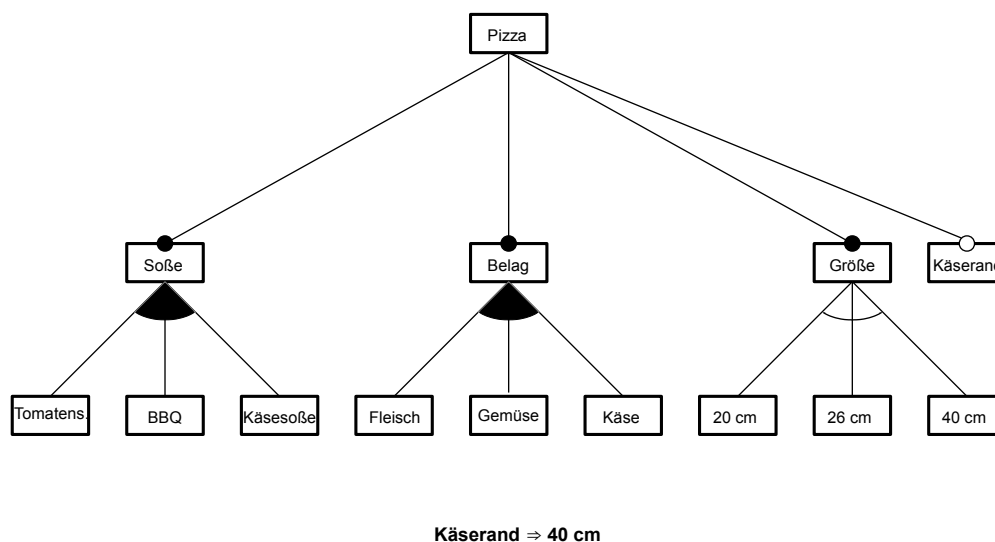 Pizza
Soße
Belag
Größe
Käserand
Tomatens.
BBQ
Käsesoße
Fleisch
Gemüse
Käse
20 cm
26 cm
40 cm
Käserand ⇒ 40 cm